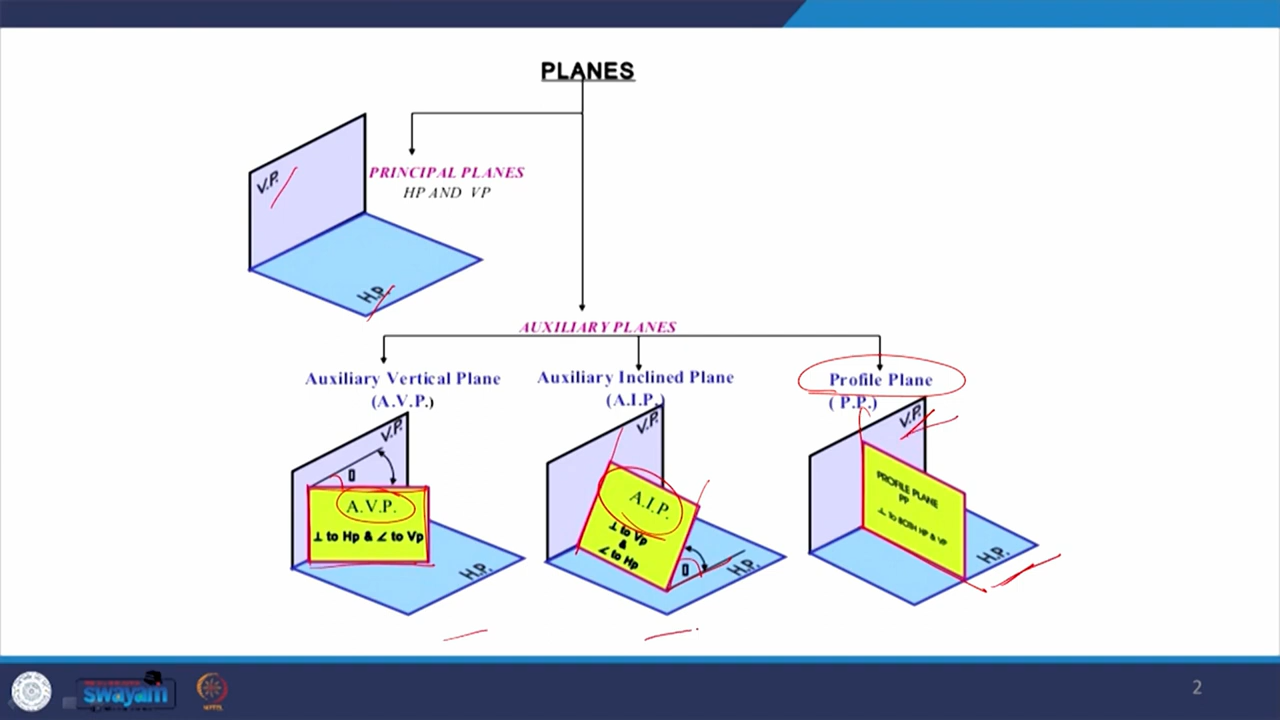 PLANES
V.P.
PRINCIPAL PLANES
HP AND VP
H.P.
AUXILIARY PLANES
Auxiliary Vertical Plane
(A.V.P.)
V.P.
A.V.P.
⊥ to Hp & ∠ to Vp
H.P.
Auxiliary Inclined Plane
(A.I.P.)
V.P.
A.I.P.
⊥ to Vp
&
∠ to Hp
H.P.
Profile Plane
( P.P.)
V.P.
PROFILE PLANE
PP
⊥ To BOTH HP & VP
H.P.
swayam
2